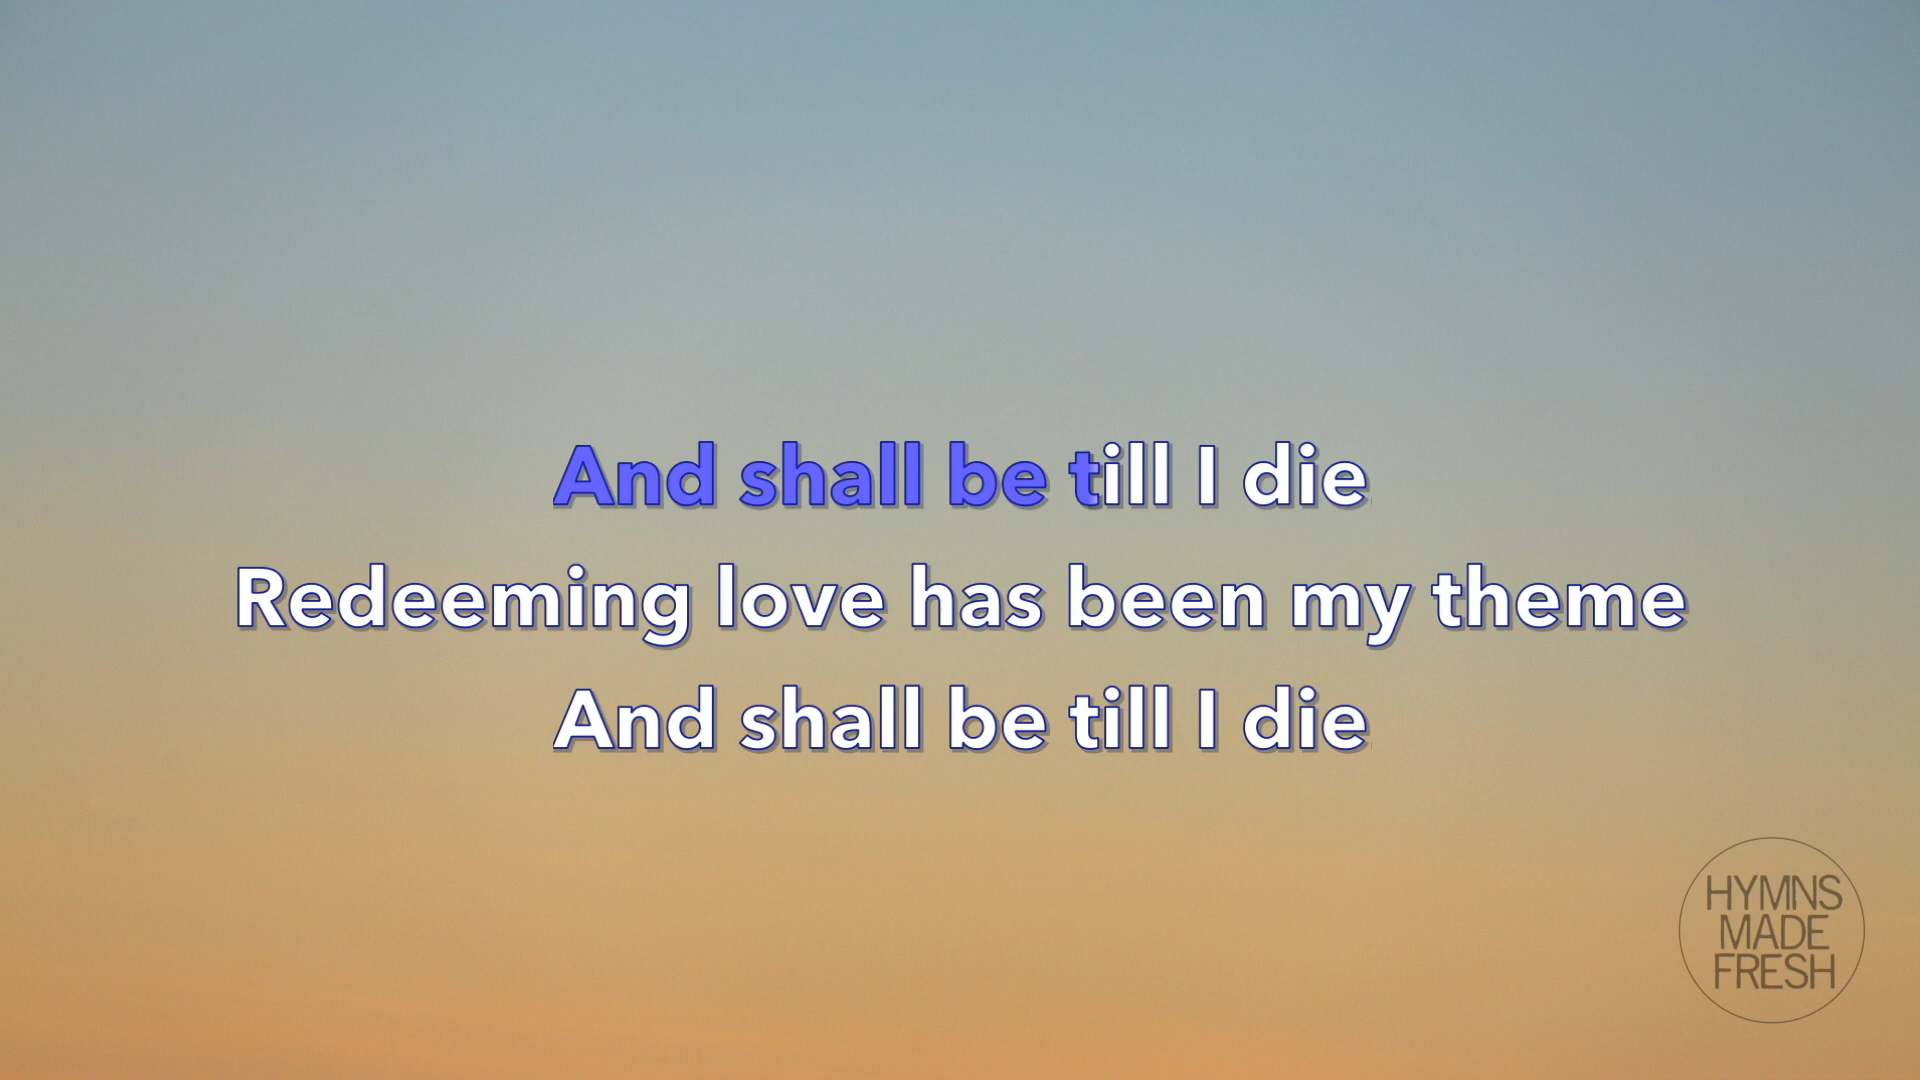 And shall be till I die
Redeeming love has been my theme
And shall be till I die
HYMNS
MADE
FRESH